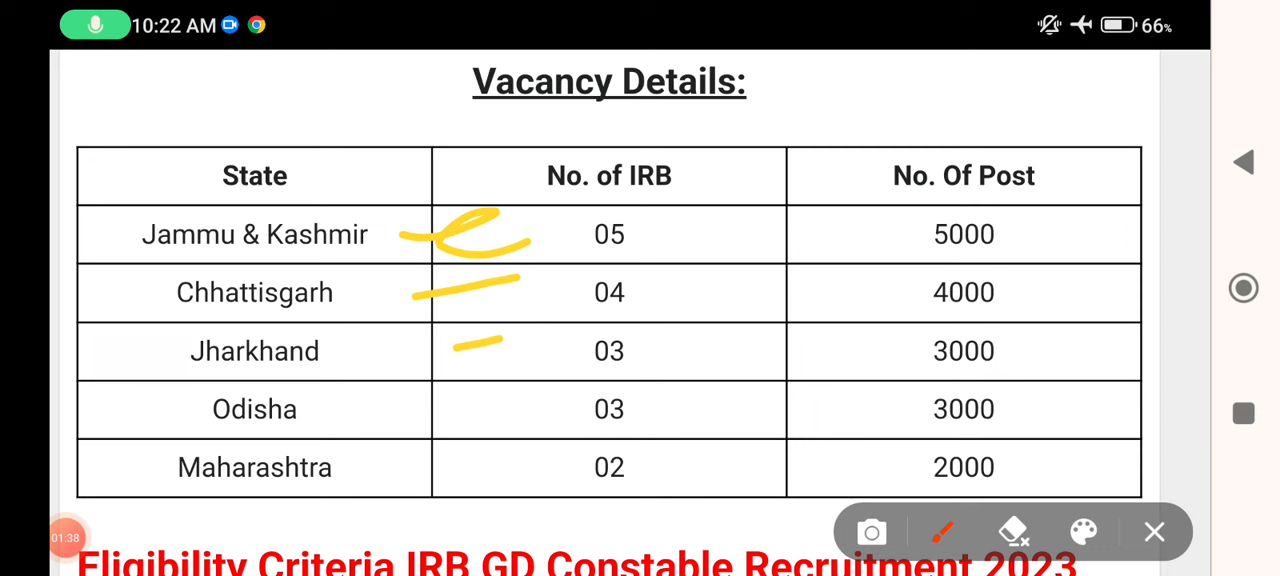 10:22 AM 66%
Vacancy Details:
State No. of IRB No. Of Post
Jammu & Kashmir 05 5000
Chhattisgarh 04 4000
Jharkhand 03 3000
Odisha 03 3000
Maharashtra 02 2000
01:38
Eligibility Criteria IRB GD Constable Recruitment 2023